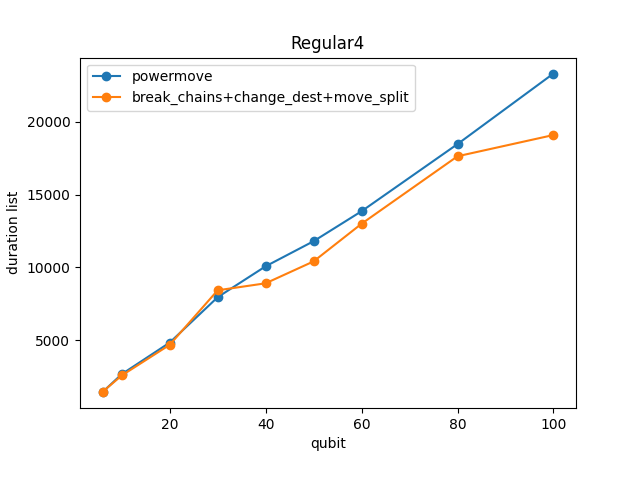 Regular4
powermove
break_chains+change_dest+move_split
duration list
20000
15000
10000
5000
20 40 60 80 100
qubit